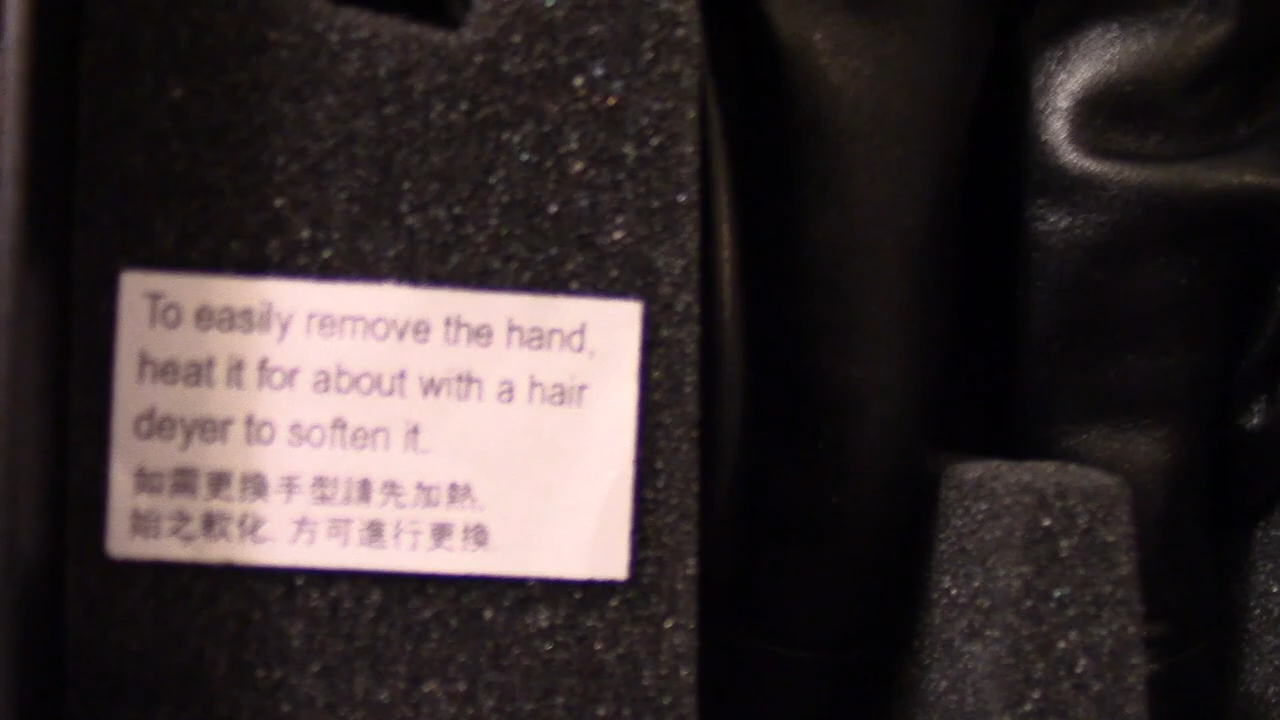 To easily remove the hand,
heat it for about with a hair
deyer to soften it.
如需更換手型請先加熱,
始之軟化, 方可進行更換